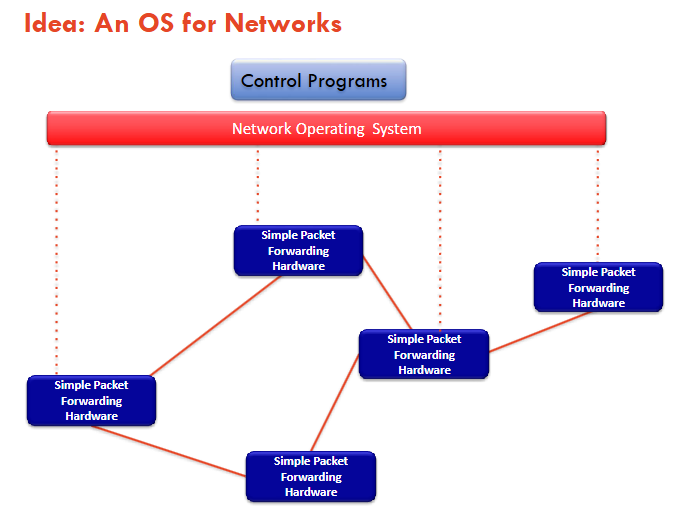 Idea: An OS for Networks
Control Programs
Network Operating System
Simple Packet
Forwarding
Hardware
Simple Packet
Forwarding
Hardware
Simple Packet
Forwarding
Hardware
Simple Packet
Forwarding
Hardware
Simple Packet
Forwarding
Hardware